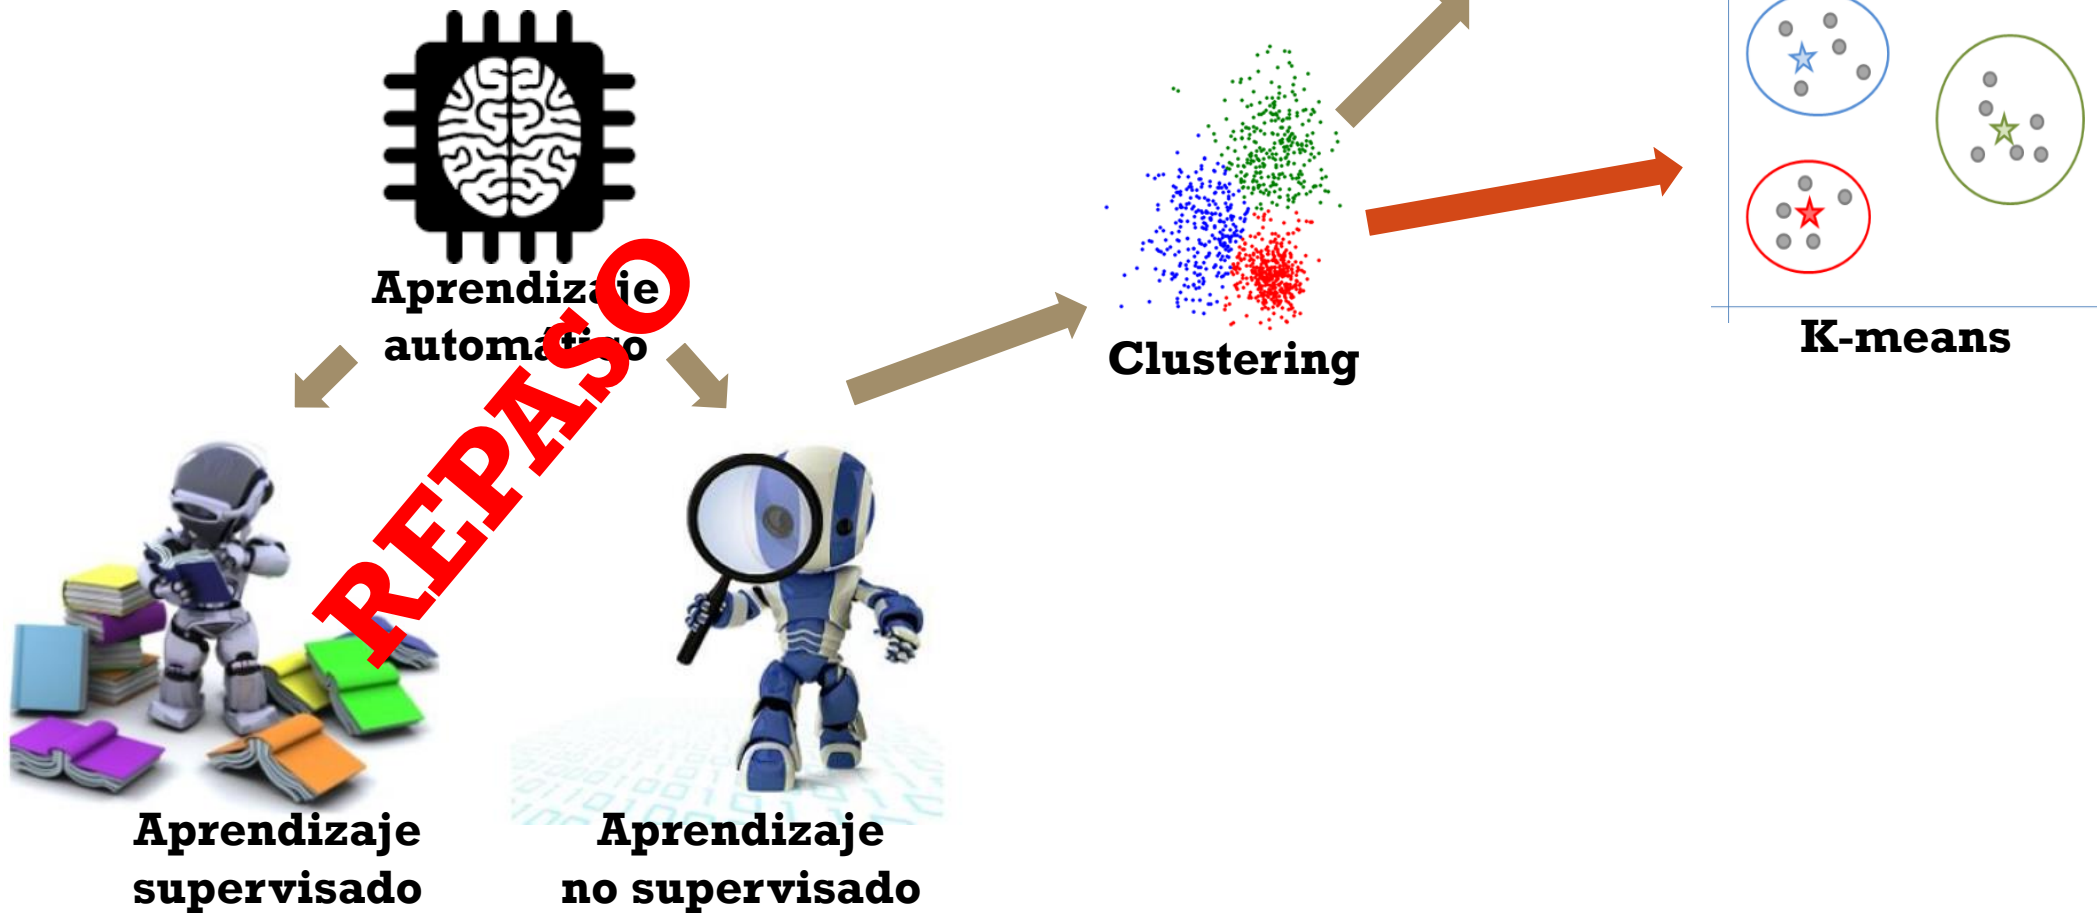 Aprendizaje
automático
REPASO
Clustering
K-means
Aprendizaje
supervisado
Aprendizaje
no supervisado